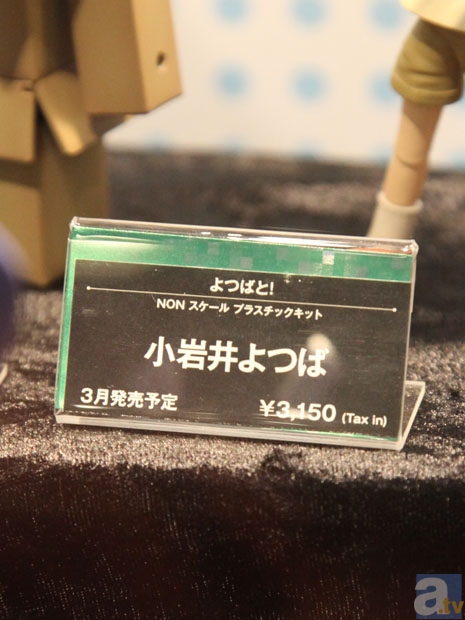 よつばと!
NON スケール プラスチックキット
小岩井よつば
3月発売予定 ¥3,150 (Tax in)
a.tv